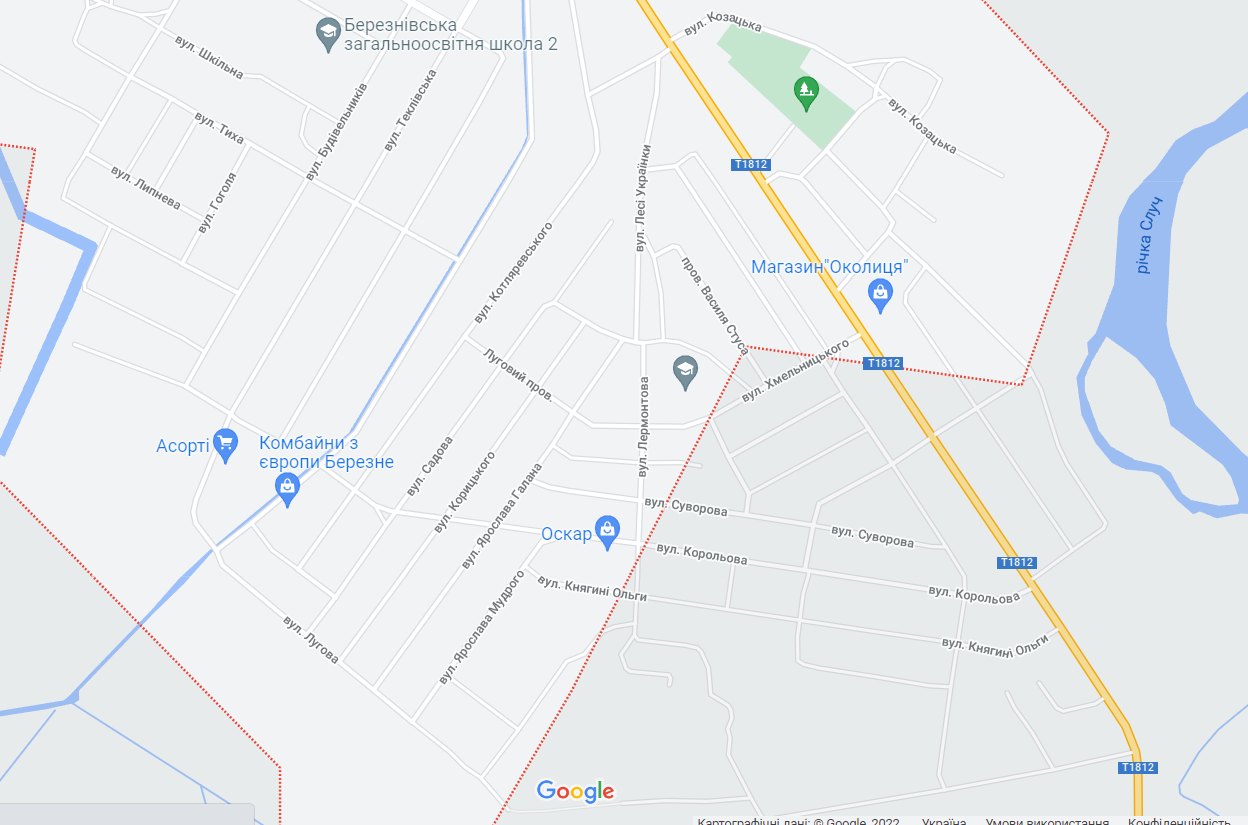 Березнівська
загальноосвітня школа 2
вул. Козацька
вул. Шкільна
вул. Теклівська
вул. Будівельників
вул. Тиха
вул. Козацька
T1812
вул. Липнева
вул. Гоголя
вул. Лесі Українки
річка Случ
вул. Котляревського
пров. Василя Стуса
Магазин"Околиця"
T1812
вул. Хмельницького
Луговий пров.
вул. Лермонтова
Асорті
Комбайни з
європи Березне
вул. Садова
вул. Корицького
вул. Ярослава Галана
вул. Суворова
вул. Суворова
Оскар
вул. Корольова
T1812
вул. Княгині Ольги
вул. Корольова
вул. Ярослава Мудрого
вул. Лугова
вул. Княгині Ольги
T1812
Google
Картографічні дані: © Google, 2022 Україна Умови використання Конфіденційність